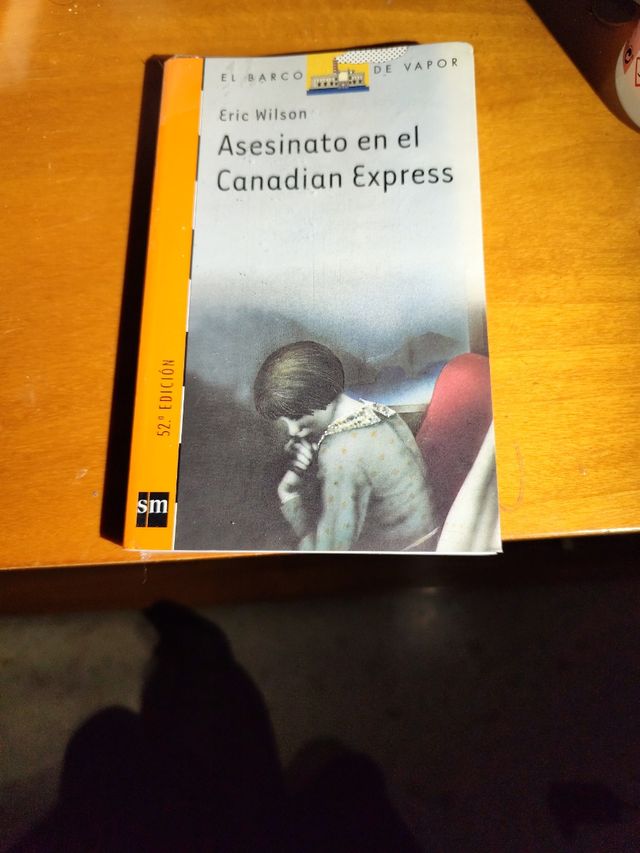 EL BARCO DE VAPOR
Eric Wilson
Asesinato en el
Canadian Express
52.ª EDICIÓN
sm